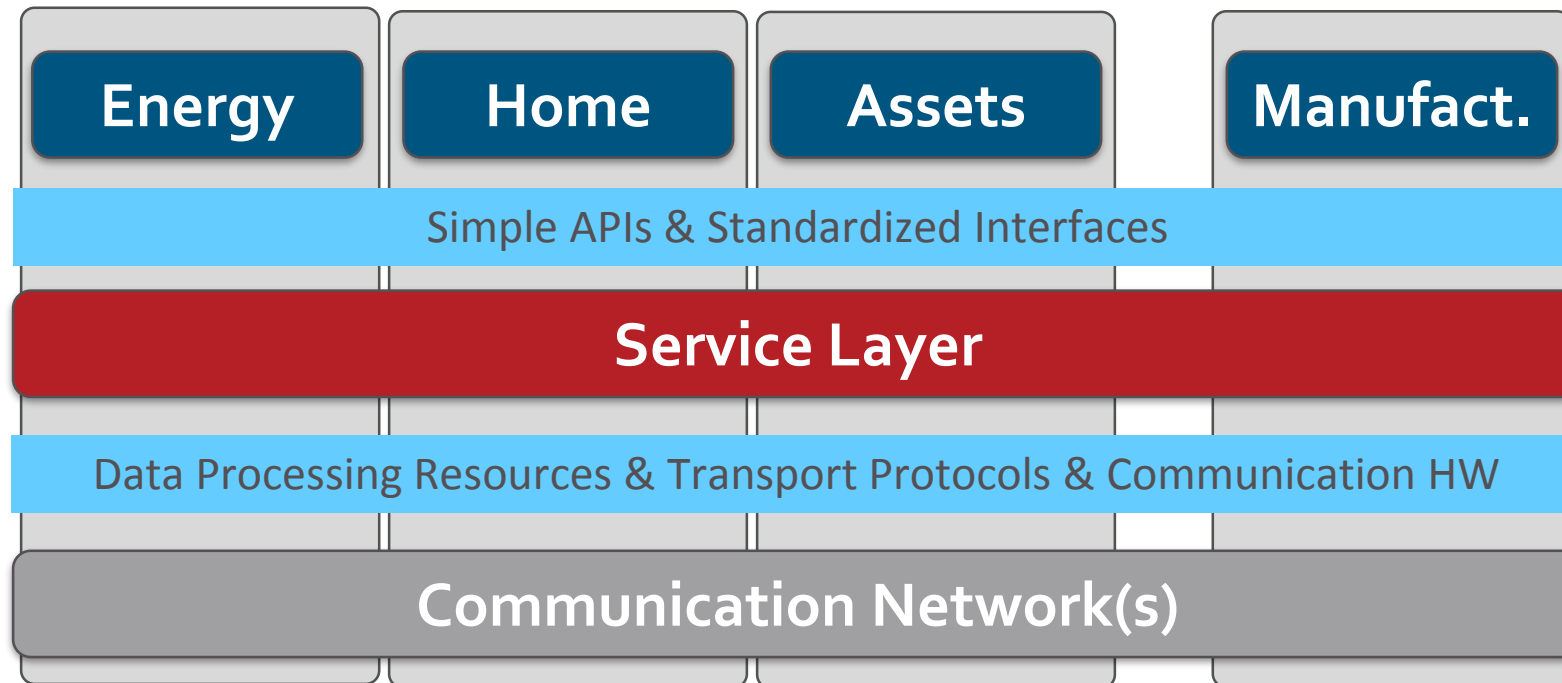 Energy
Home
Assets
Manufact.
Simple APIs & Standardized Interfaces
Service Layer
Data Processing Resources & Transport Protocols & Communication HW
Communication Network(s)